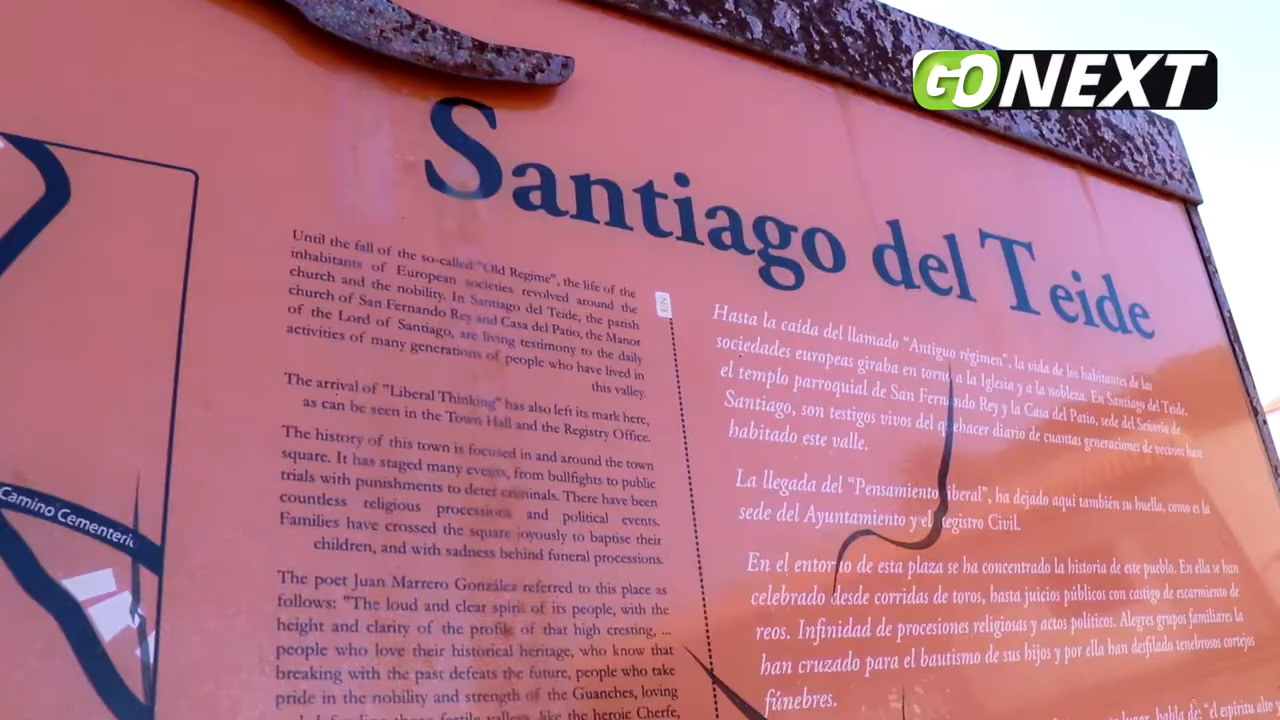 GO NEXT
Santiago del Teide
Until the fall of the so-called "Old Regime", the life of the
inhabitants of European societies revolved around the
church and the nobility. In Santiago del Teide, the parish
church of San Fernando Rey and Casa del Patio, the Manor
of the Lord of Santiago, are living testimony to the daily
activities of many generations of people who have lived in
this valley.
The arrival of "Liberal Thinking" has also left its mark here,
as can be seen in the Town Hall and the Registry Office.
The history of this town is focused in and around the town
square. It has staged many events, from bullfights to public
trials with punishments to deter criminals. There have been
countless religious processions and political events.
Families have crossed the square joyously to baptise their
children, and with sadness behind funeral processions.
The poet Juan Marrero González referred to this place as
follows: "The loud and clear spirit of its people, with the
height and clarity of the profile of that high cresting, ...
people who love their historical heritage, who know that
breaking with the past defeats the future, people who take
pride in the nobility and strength of the Guanches, loving
like the heroic Cherfe,
Hasta la caída del llamado "Antiguo régimen", la vida de los habitantes de las
sociedades europeas giraba en torno a la Iglesia y a la nobleza. En Santiago del Teide,
el templo parroquial de San Fernando Rey y la Casa del Patio, sede del Señorío de
Santiago, son testigos vivos del quehacer diario de cuantas generaciones de vecinos han
habitado este valle.
La llegada del "Pensamiento liberal", ha dejado aquí también su huella, como es la
sede del Ayuntamiento y el Registro Civil.
En el entorno de esta plaza se ha concentrado la historia de este pueblo. En ella se han
celebrado desde corridas de toros, hasta juicios públicos con castigo de escarmiento de
reos. Infinidad de procesiones religiosas y actos políticos. Alegres grupos familiares la
han cruzado para el bautismo de sus hijos y por ella han desfilado tenebrosos cortejos
fúnebres.
lugar, habla de: "el espíritu alto y
Camino Cementerio